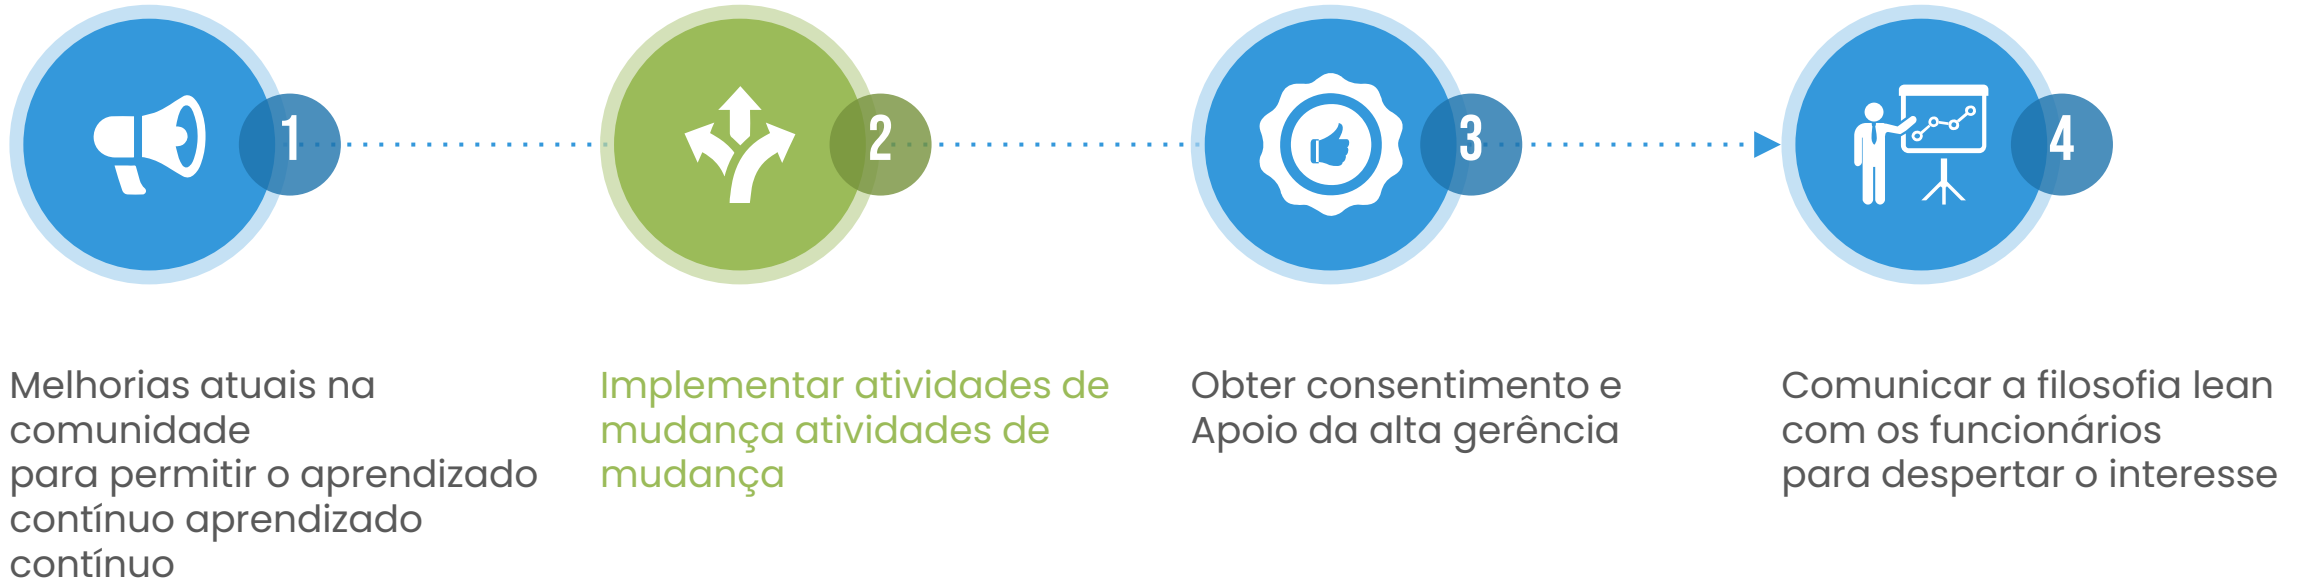 1
2
3
4
Melhorias atuais na
comunidade
para permitir o aprendizado
contínuo aprendizado
contínuo
Implementar atividades de
mudança atividades de
mudança
Obter consentimento e
Apoio da alta gerência
Comunicar a filosofia lean
com os funcionários
para despertar o interesse